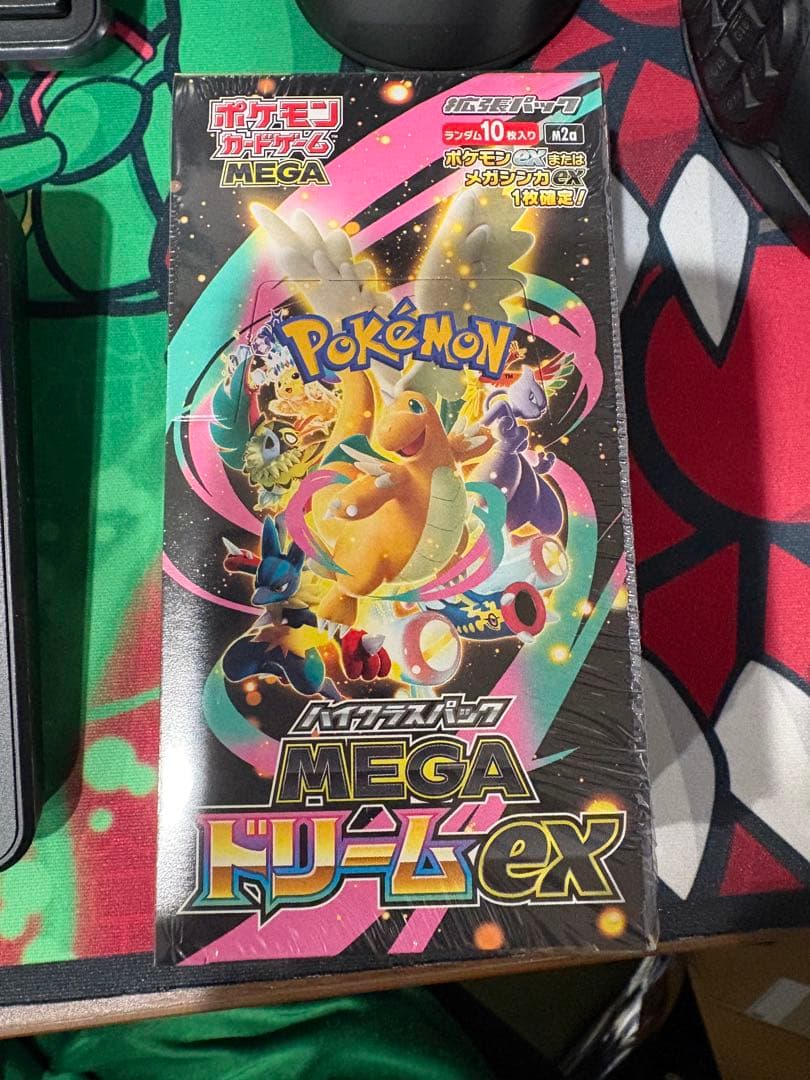 ポケモン
カードゲーム
MEGA
拡張パック
ランダム10枚入り M2a
ポケモンexまたは
メガシンカex
1枚確定!
POKÉMON
TM
ハイクラスパック
MEGA
ドリームex